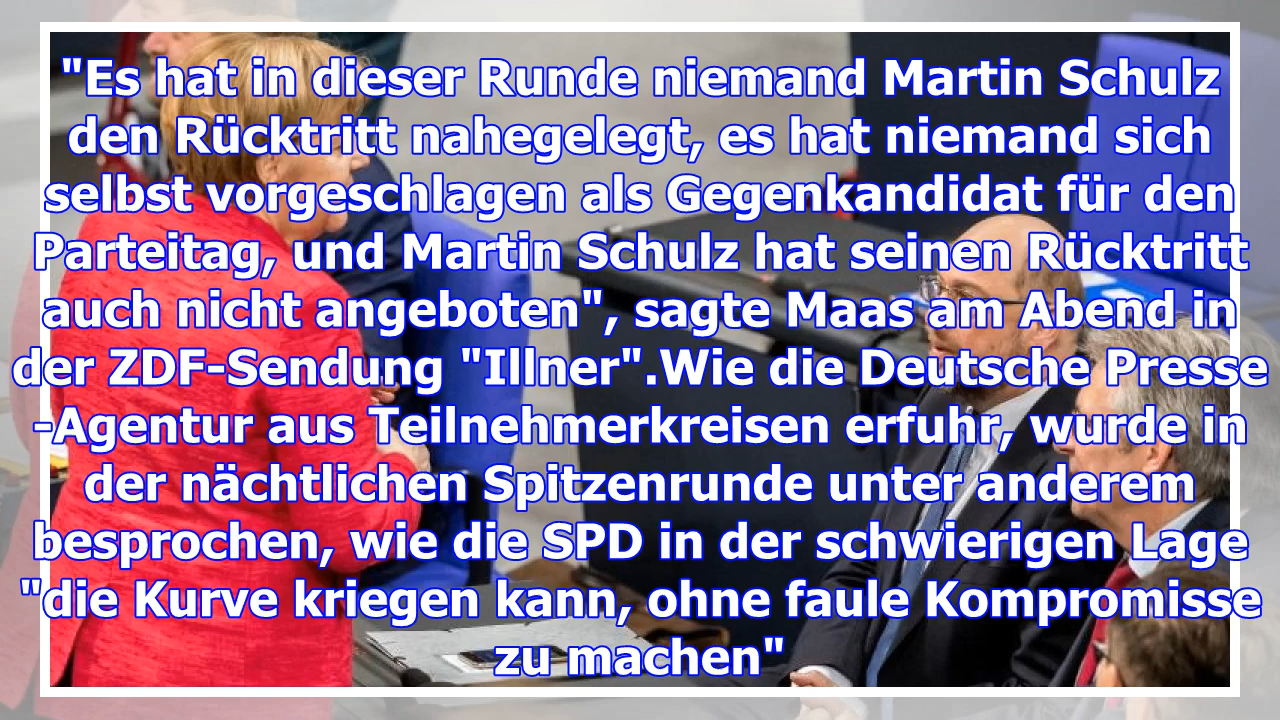 "Es hat in dieser Runde niemand Martin Schulz
den Rücktritt nahegelegt, es hat niemand sich
selbst vorgeschlagen als Gegenkandidat für den
Parteitag, und Martin Schulz hat seinen Rücktritt
auch nicht angeboten", sagte Maas am Abend in
der ZDF-Sendung "Illner".Wie die Deutsche Presse
-Agentur aus Teilnehmerkreisen erfuhr, wurde in
der nächtlichen Spitzenrunde unter anderem
besprochen, wie die SPD in der schwierigen Lage
"die Kurve kriegen kann, ohne faule Kompromisse
zu machen"